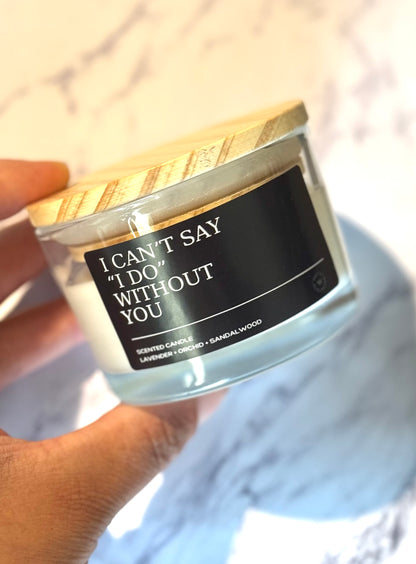 I CAN'T SAY
“I DO”
WITHOUT
YOU
SCENTED CANDLE
LAVENDER • ORCHID • SANDALWOOD